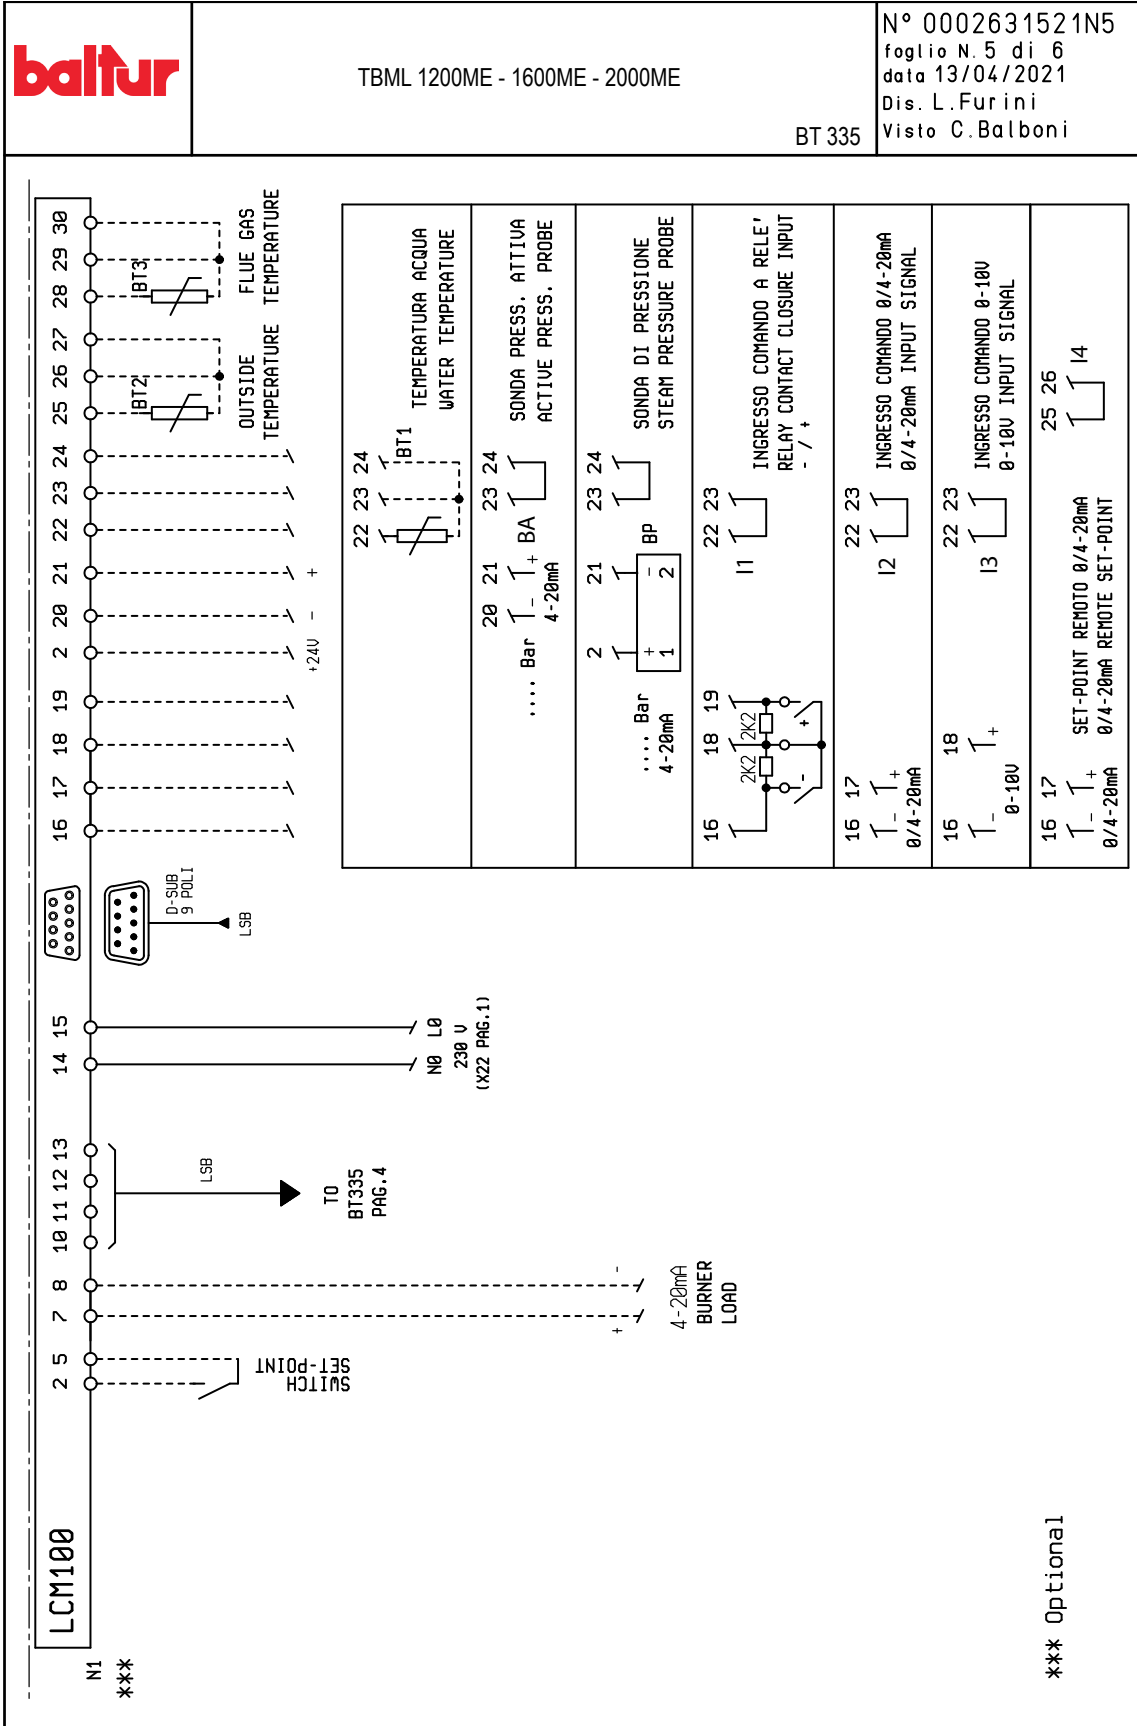 baltur
TBML 1200ME - 1600ME - 2000ME
BT 335
N° 0002631521N5
foglio N. 5 di 6
data 13/04/2021
Dis. L.Furini
Visto C.Balboni
LCM100
N1
***
2 5 7 8 10 11 12 13 14 15 16 17 18 19 2 20 21 22 23 24 25 26 27 28 29 30
SWITCH
SET-POINT
+ -
4-20mA
BURNER
LOAD
LSB
TO
BT335
PAG.4
N0 L0
230 V
(X22 PAG.1)
D-SUB
9 POLI
LSB
+24V - +
BT2
OUTSIDE
TEMPERATURE
BT3
FLUE GAS
TEMPERATURE
22 23 24
BT1
TEMPERATURA ACQUA
WATER TEMPERATURE
20 21 23 24
- + BA
.... Bar 4-20mA
SONDA PRESS. ATTIVA
ACTIVE PRESS. PROBE
2 21 23 24
+ -
1 2
BP
.... Bar
4-20mA
SONDA DI PRESSIONE
STEAM PRESSURE PROBE
16 18 19 22 23
2K2 2K2
- +
I1
INGRESSO COMANDO A RELE'
RELAY CONTACT CLOSURE INPUT
- / +
16 17 22 23
- +
0/4-20mA
I2
INGRESSO COMANDO 0/4-20mA
0/4-20mA INPUT SIGNAL
16 18 22 23
- +
0-10V
I3
INGRESSO COMANDO 0-10V
0-10V INPUT SIGNAL
16 17 25 26
- +
0/4-20mA
I4
SET-POINT REMOTO 0/4-20mA
0/4-20mA REMOTE SET-POINT
*** Optional